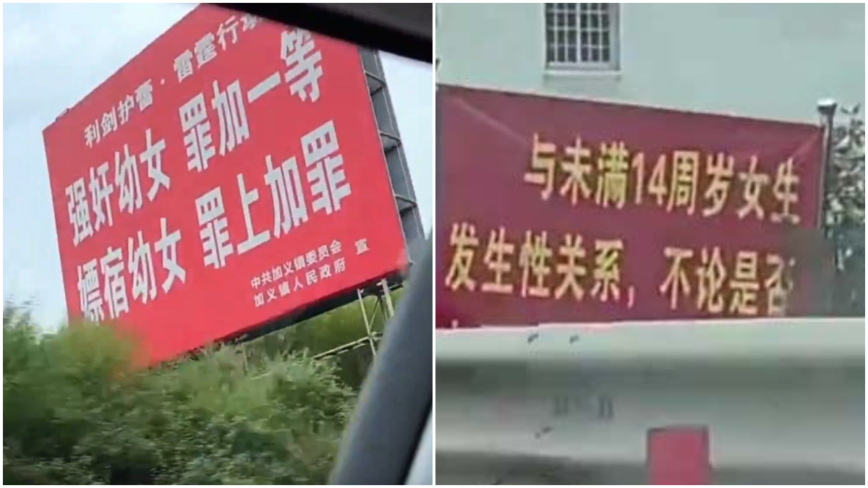 利剑护蕾·雷霆行
强奸幼女 罪加一等
嫖宿幼女 罪上加罪
中共加义镇委员会
加义镇人民政府 宣
与未满14周岁女生
发生性关系，不论是否